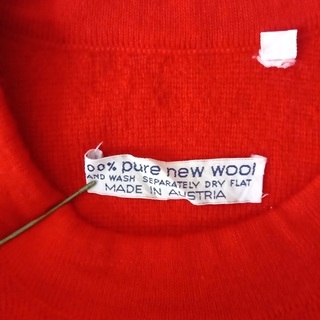 00% pure new wool
AND WASH SEPARATELY DRY FLAT
MADE IN AUSTRIA